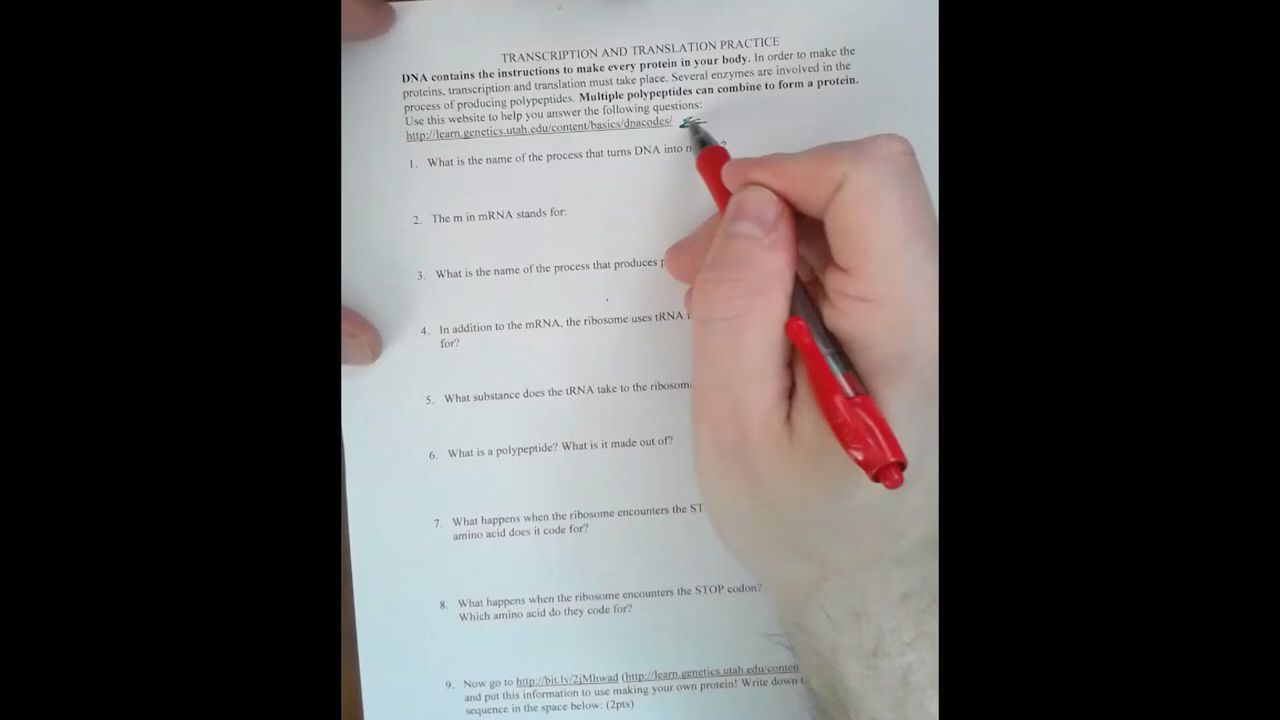 TRANSCRIPTION AND TRANSLATION PRACTICE
DNA contains the instructions to make every protein in your body. In order to make the
proteins, transcription and translation must take place. Several enzymes are involved in the
process of producing polypeptides. Multiple polypeptides can combine to form a protein.
Use this website to help you answer the following questions:
http://learn.genetics.utah.edu/content/basics/dnacodes/
1. What is the name of the process that turns DNA into
2. The m in mRNA stands for:
3. What is the name of the process that produces
4. In addition to the mRNA, the ribosome uses tRNA
for?
5. What substance does the tRNA take to the ribosom
6. What is a polypeptide? What is it made out of?
7. What happens when the ribosome encounters the ST
amino acid does it code for?
8. What happens when the ribosome encounters the STOP codon?
Which amino acid do they code for?
9. Now go to http://bit.ly/2jMhwad (http://learn.genetics.utah.edu/conten
and put this information to use making your own protein! Write down
sequence in the space below: (2pts)